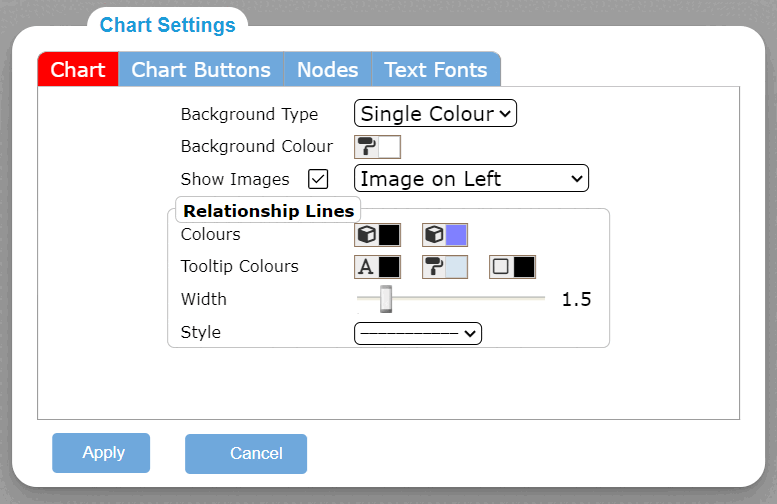 Chart Settings
Chart Chart Buttons Nodes Text Fonts
Background Type Single Colour
Background Colour
Show Images Image on Left
Relationship Lines
Colours
Tooltip Colours A
Width 1.5
Style
Apply Cancel